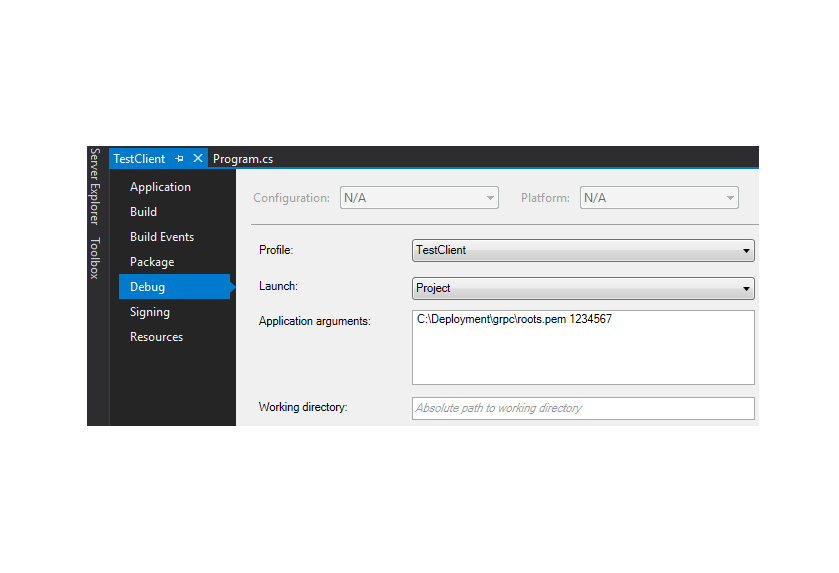 Server Explorer
Toolbox
TestClient
Program.cs
Application
Build
Build Events
Package
Debug
Signing
Resources
Configuration: N/A Platform: N/A
Profile: TestClient
Launch: Project
Application arguments: C:\Deployment\grpc\roots.pem 1234567
Working directory: Absolute path to working directory